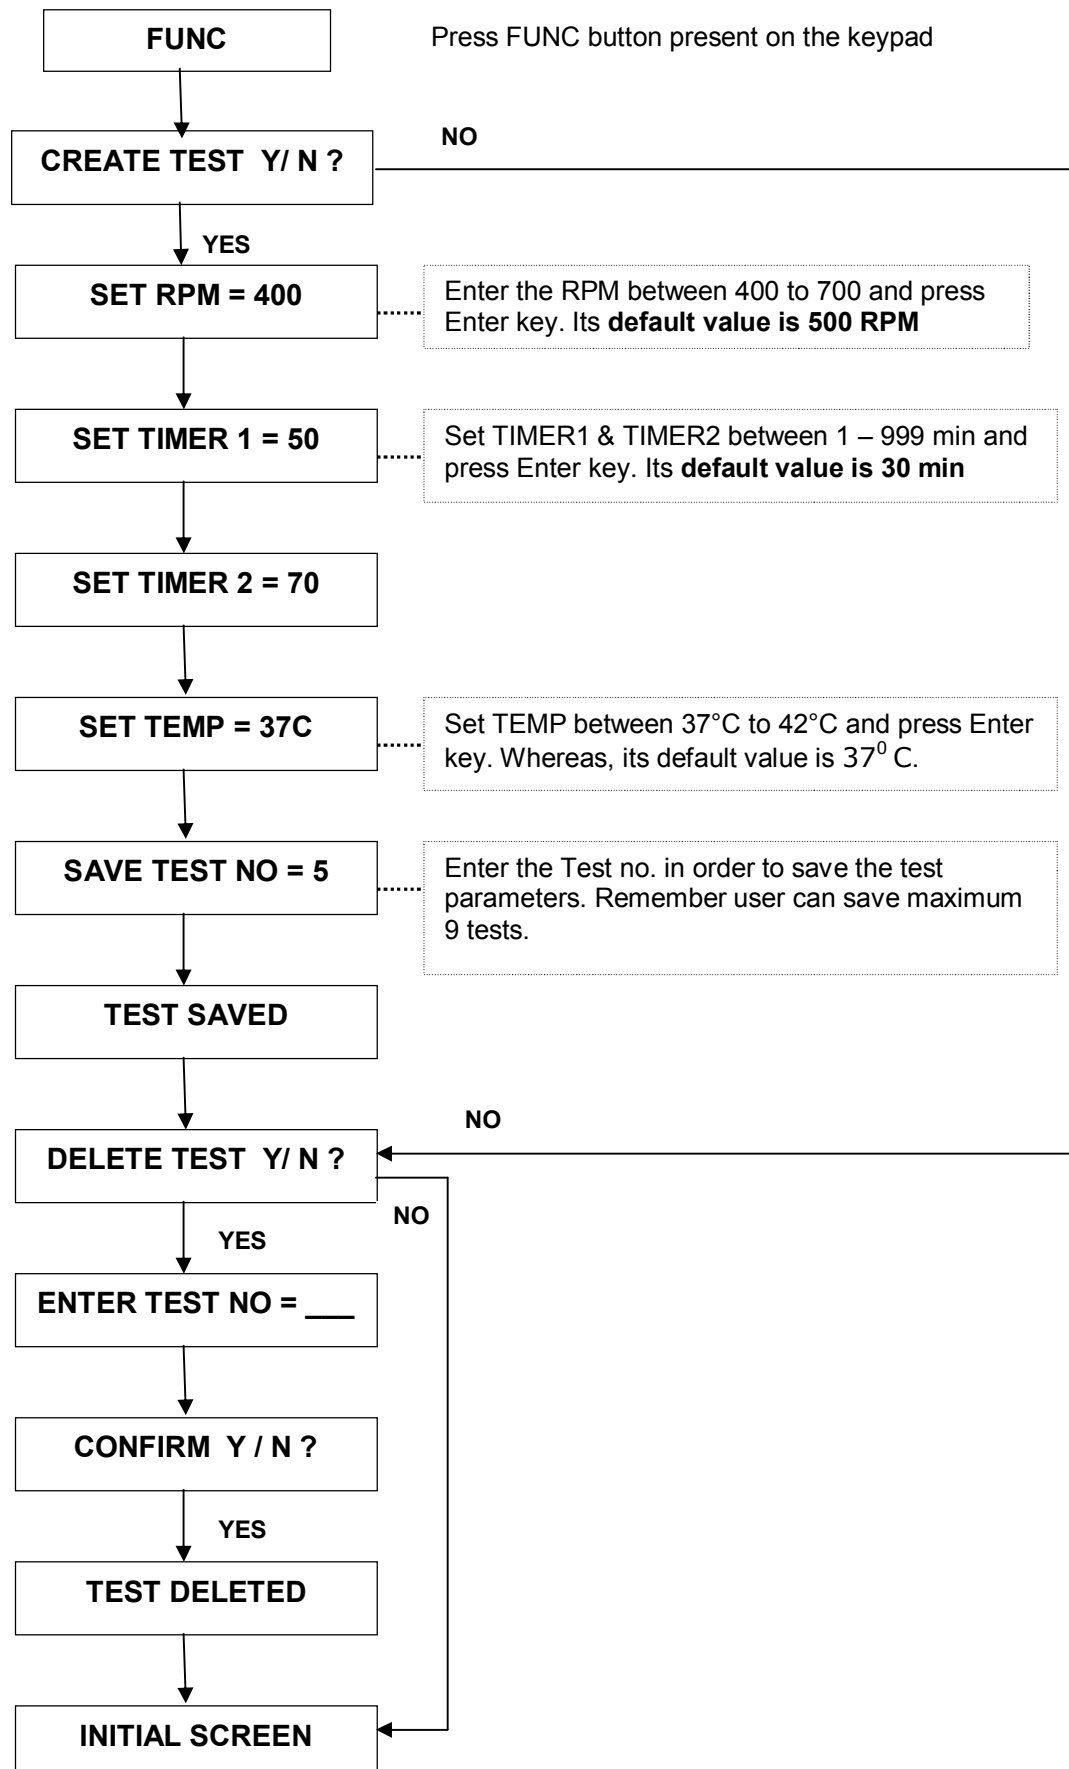 FUNC
Press FUNC button present on the keypad
NO
CREATE TEST  Y/ N ?
YES
SET RPM = 400
Enter the RPM between 400 to 700 and press
Enter key. Its default value is 500 RPM
SET TIMER 1 = 50
Set TIMER1 & TIMER2 between 1 – 999 min and
press Enter key. Its default value is 30 min
SET TIMER 2 = 70
SET TEMP = 37C
Set TEMP between 37°C to 42°C and press Enter
key. Whereas, its default value is 37⁰ C.
SAVE TEST NO = 5
Enter the Test no. in order to save the test
parameters. Remember user can save maximum
9 tests.
TEST SAVED
NO
DELETE TEST  Y/ N ?
NO
YES
ENTER TEST NO = ___
CONFIRM  Y / N ?
YES
TEST DELETED
INITIAL SCREEN